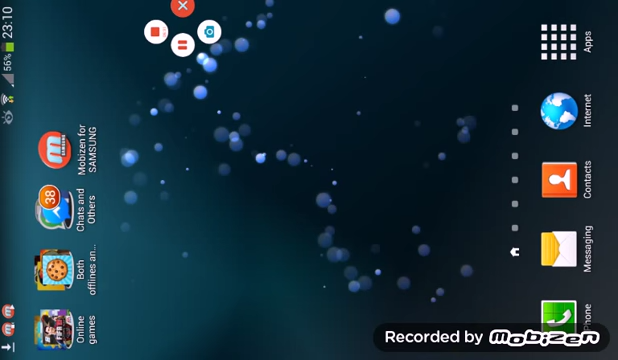 56% 23:10
Online
games
Both
offlines an...
38
Chats and
Others
m
SAMSUNG
Mobizen for
SAMSUNG
Phone
Messaging
Contacts
Internet
Apps
Recorded by mobizen